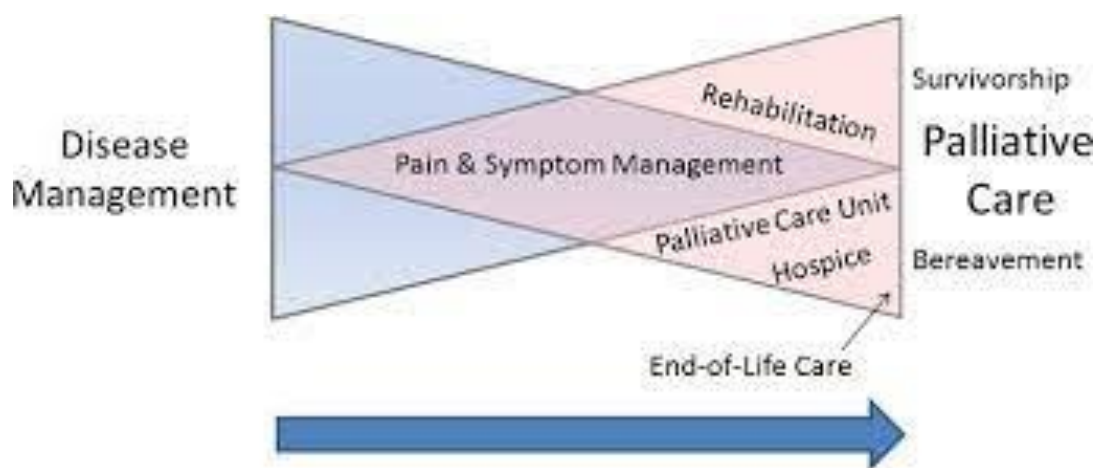 Disease
Management
Pain & Symptom Management
Rehabilitation
Palliative Care Unit
Hospice
End-of-Life Care
Survivorship
Palliative
Care
Bereavement